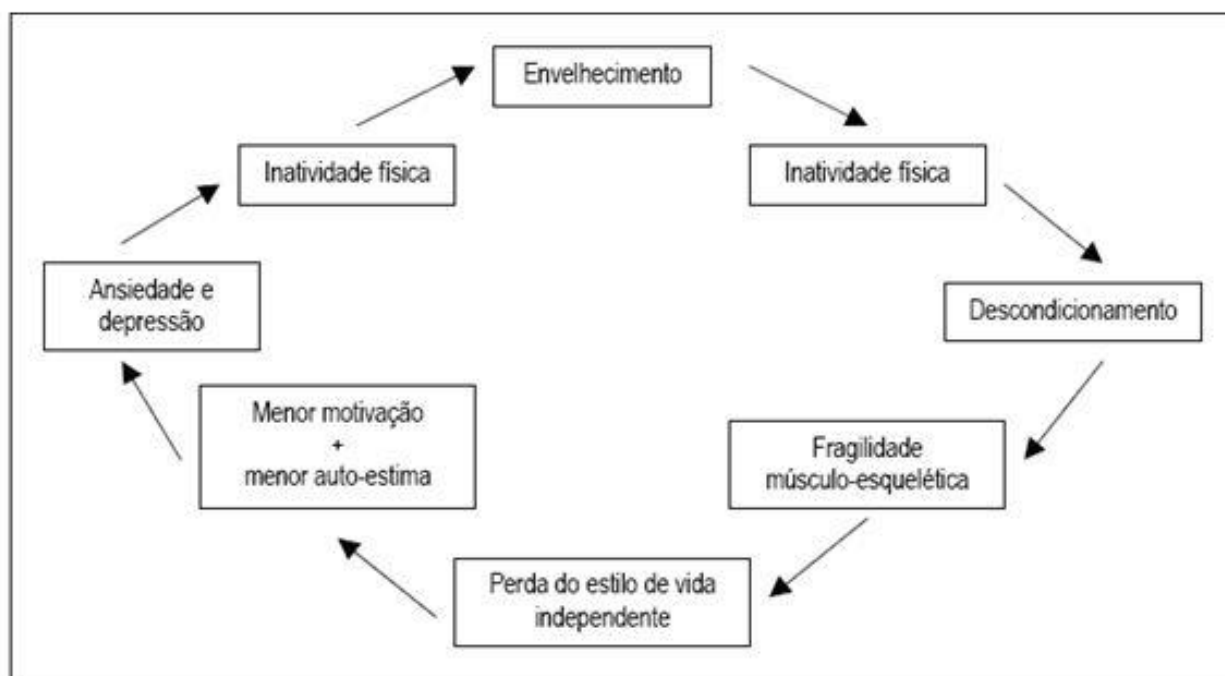 Envelhecimento
Inatividade física
Inatividade física
Ansiedade e
depressão
Descondicionamento
Menor motivação
+
menor auto-estima
Fragilidade
músculo-esquelética
Perda do estilo de vida
independente